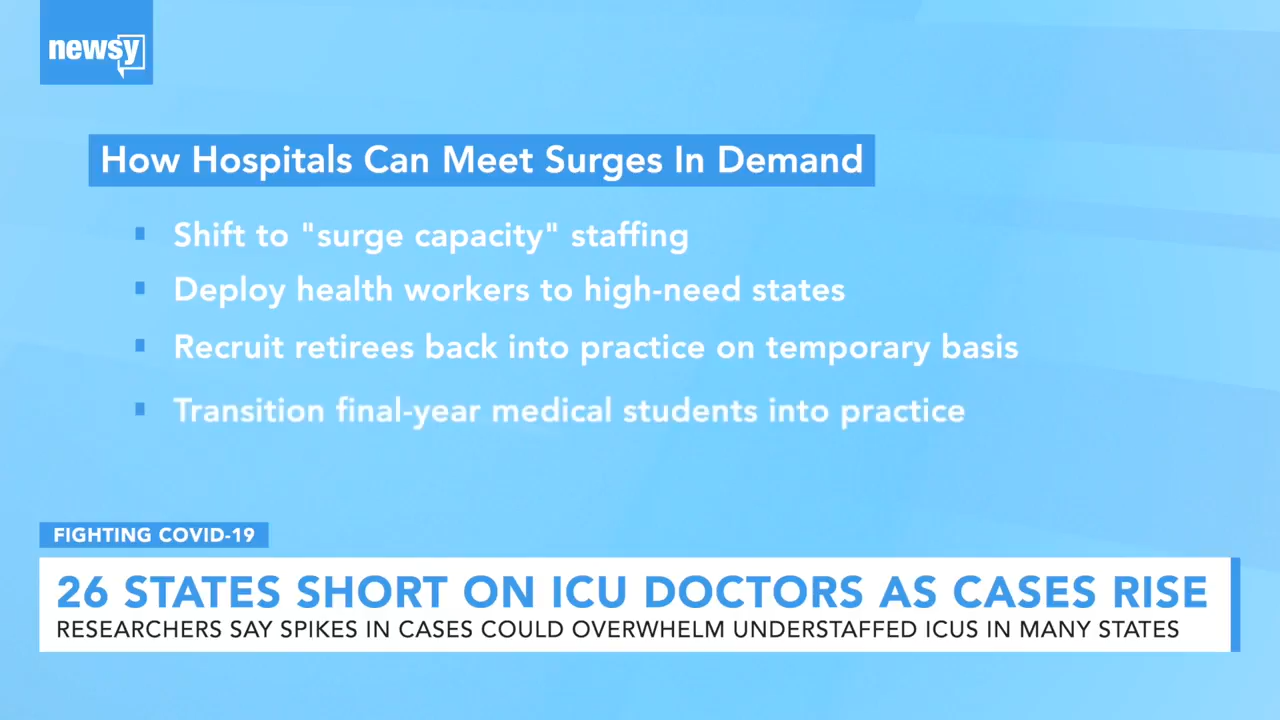 newsy
How Hospitals Can Meet Surges In Demand
Shift to "surge capacity" staffing
Deploy health workers to high-need states
Recruit retirees back into practice on temporary basis
Transition final-year medical students into practice
FIGHTING COVID-19
26 STATES SHORT ON ICU DOCTORS AS CASES RISE
RESEARCHERS SAY SPIKES IN CASES COULD OVERWHELM UNDERSTAFFED ICUS IN MANY STATES